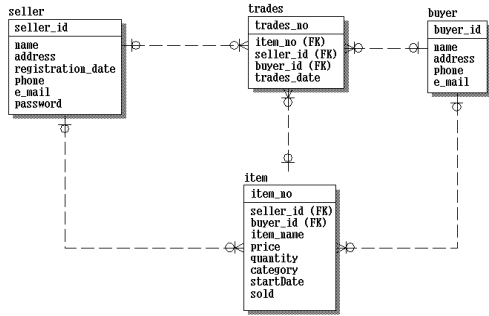 seller
seller_id
name
address
registration_date
phone
e_mail
password
trades
trades_no
item_no (FK)
seller_id (FK)
buyer_id (FK)
trades_date
buyer
buyer_id
name
address
phone
e_mail
item
item_no
seller_id (FK)
buyer_id (FK)
item_name
price
quantity
category
startDate
sold